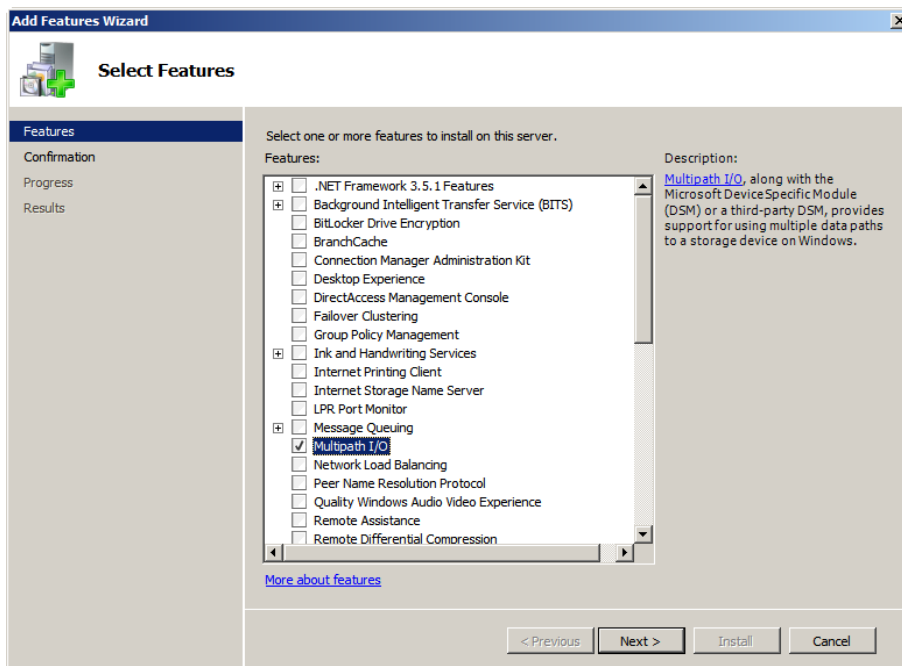 Add Features Wizard
Select Features
Features
Confirmation
Progress
Results
Select one or more features to install on this server.
Features:
.NET Framework 3.5.1 Features
Background Intelligent Transfer Service (BITS)
BitLocker Drive Encryption
BranchCache
Connection Manager Administration Kit
Desktop Experience
DirectAccess Management Console
Failover Clustering
Group Policy Management
Ink and Handwriting Services
Internet Printing Client
Internet Storage Name Server
LPR Port Monitor
Message Queuing
Multipath I/O
Network Load Balancing
Peer Name Resolution Protocol
Quality Windows Audio Video Experience
Remote Assistance
Remote Differential Compression
More about features
Description:
Multipath I/O, along with the
Microsoft Device Specific Module
(DSM) or a third-party DSM, provides
support for using multiple data paths
to a storage device on Windows.
< Previous
Next >
Install
Cancel